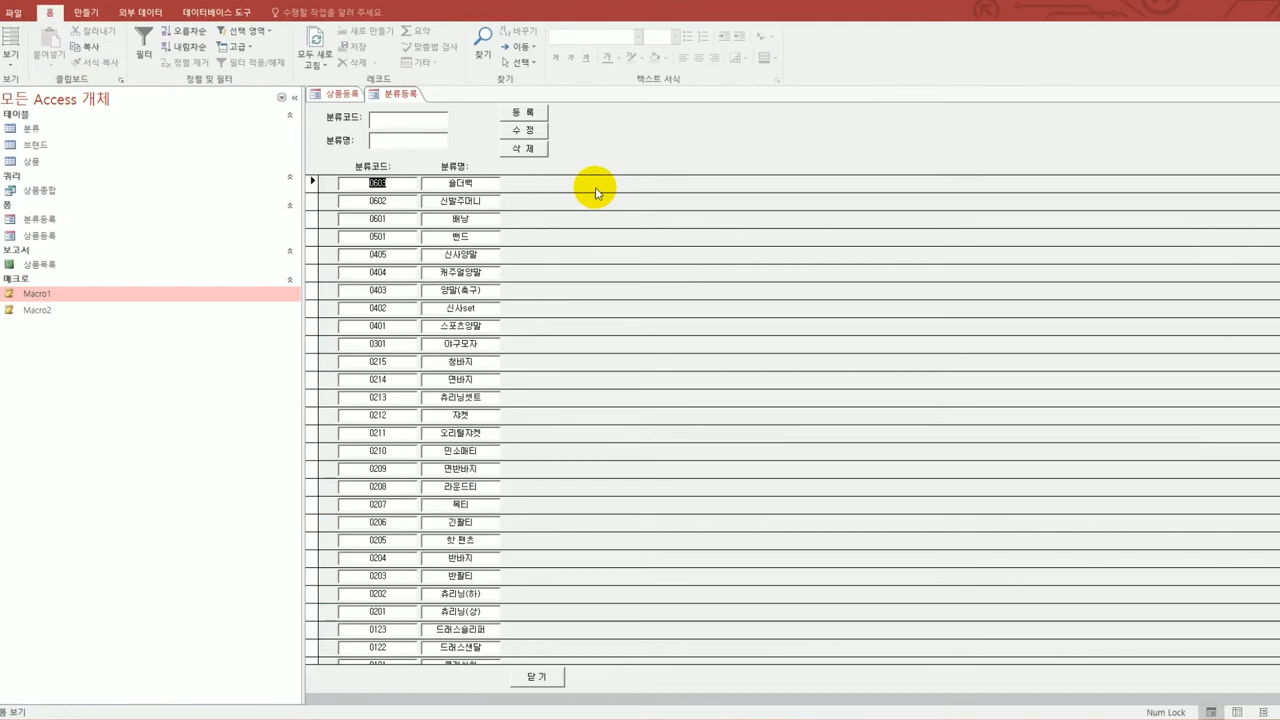 파일 홈 만들기 외부 데이터 데이터베이스 도구 수행할 작업을 알려 주세요.
보기
보기
붙여넣기
잘라내기
복사
서식 복사
클립보드
필터
오름차순
내림차순
정렬 제거
선택 영역
고급
필터 적용/해제
정렬 및 필터
모두 새로 고침
새로 만들기
저장
삭제
요약
맞춤법 검사
기타
레코드
찾기
바꾸기
이동
선택
찾기
가 가 가 가
텍스트 서식
모든 Access 개체
테이블
분류
브랜드
상품
쿼리
상품종합
폼
분류등록
상품등록
보고서
상품목록
매크로
Macro1
Macro2
상품등록 분류등록
분류코드: 등 록
분류명: 수 정
삭 제
분류코드: 분류명:
0603 숄더백
0602 신발주머니
0601 배낭
0501 밴드
0405 신사양말
0404 캐주얼양말
0403 양말(축구)
0402 신사set
0401 스포츠양말
0301 야구모자
0215 청바지
0214 면바지
0213 츄리닝셋트
0212 쟈켓
0211 오리털쟈켓
0210 민소매티
0209 면반바지
0208 라운드티
0207 목티
0206 긴팔티
0205 핫 팬츠
0204 반바지
0203 반팔티
0202 츄리닝(하)
0201 츄리닝(상)
0123 드레스슬리퍼
0122 드레스샌달
닫 기
폼 보기 Num Lock